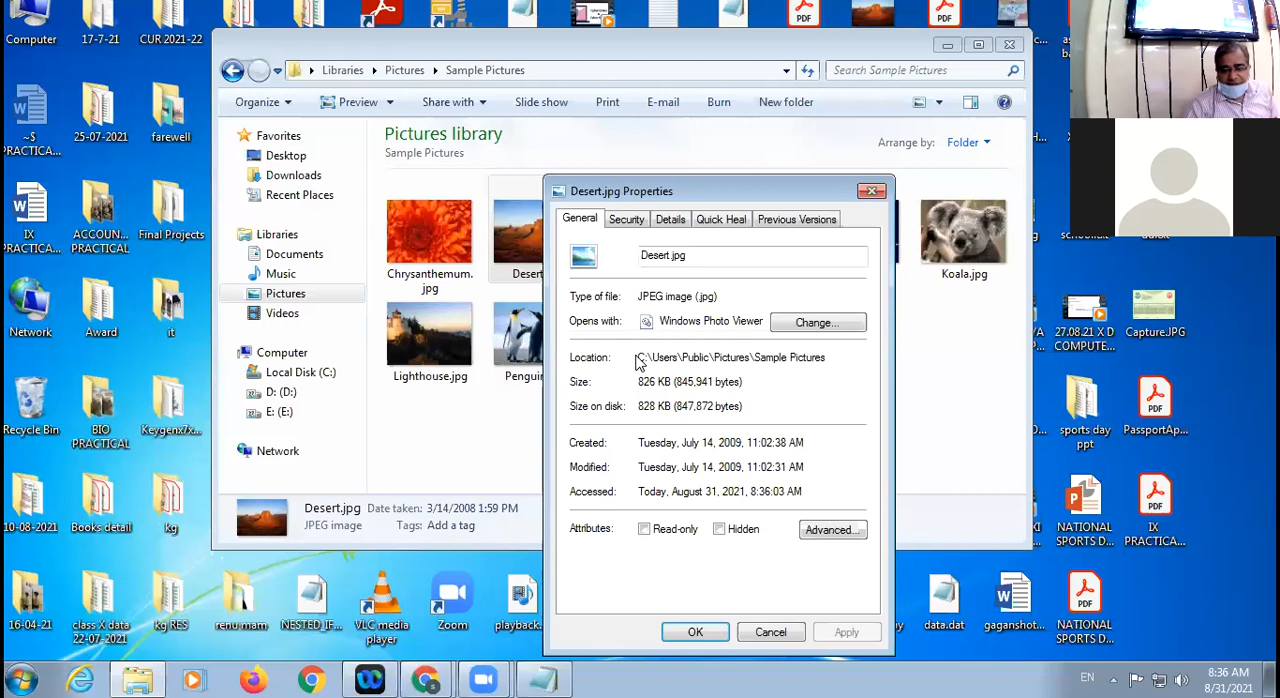 Computer
17-7-21
CUR 2021-22
~$
PRACTICA...
25-07-2021
farewell
IX
PRACTICA...
ACCOUN...
PRACTICAL
Final Projects
Network
Award
it
Recycle Bin
BIO
PRACTICAL
Keygenx7x...
10-08-2021
Books detail
kg
16-04-21
class X data
22-07-2021
kg RES
renu mam
NESTED_IF...
VLC media
player
Zoom
playback...
Libraries
Pictures
Sample Pictures
Search Sample Pictures
Organize
Preview
Share with
Slide show
Print
E-mail
Burn
New folder
Favorites
Desktop
Downloads
Recent Places
Libraries
Documents
Music
Pictures
Videos
Computer
Local Disk (C:)
D: (D:)
E: (E:)
Network
Pictures library
Sample Pictures
Arrange by:
Folder
Chrysanthemum.
jpg
Desert
Koala.jpg
Lighthouse.jpg
Penguin
Desert.jpg
Date taken: 3/14/2008 1:59 PM
JPEG image
Tags: Add a tag
Desert.jpg Properties
General
Security
Details
Quick Heal
Previous Versions
Desert.jpg
Type of file: JPEG image (.jpg)
Opens with: Windows Photo Viewer Change...
Location: C:\Users\Public\Pictures\Sample Pictures
Size: 826 KB (845,941 bytes)
Size on disk: 828 KB (847,872 bytes)
Created: Tuesday, July 14, 2009, 11:02:38 AM
Modified: Tuesday, July 14, 2009, 11:02:31 AM
Accessed: Today, August 31, 2021, 8:36:03 AM
Attributes: Read-only Hidden Advanced...
OK
Cancel
Apply
PDF
PDF
27.08.21 X D
COMPUTE...
Capture.JPG
sports day
ppt
PDF
PassportAp...
NATIONAL
SPORTS D...
PDF
IX
PRACTICA...
data.dat
gaganshot...
PDF
NATIONAL
SPORTS D...
EN
8:36 AM
8/31/2021